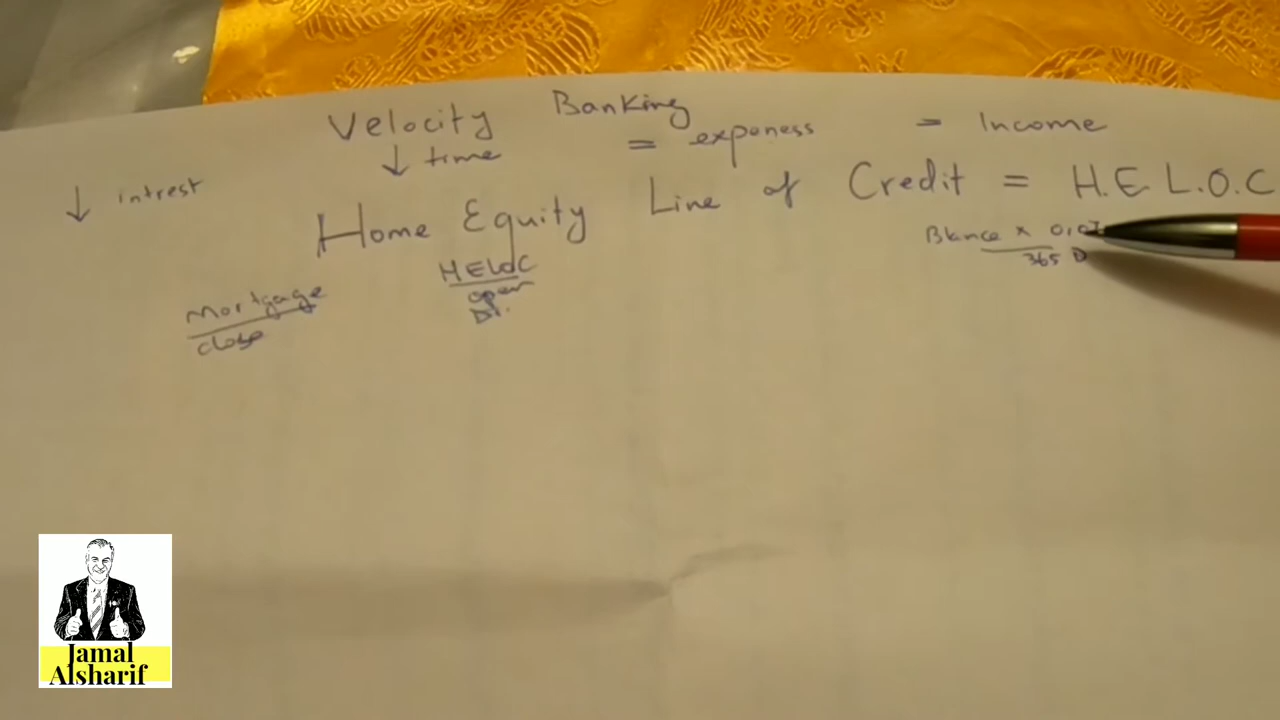 Velocity Banking = expeness = Income
↓ intrest ↓ time
Home Equity Line of Credit = H.E.L.O.C
Blance x
365 D
HELOC
open
Mortgage
close
Jamal
Alsharif